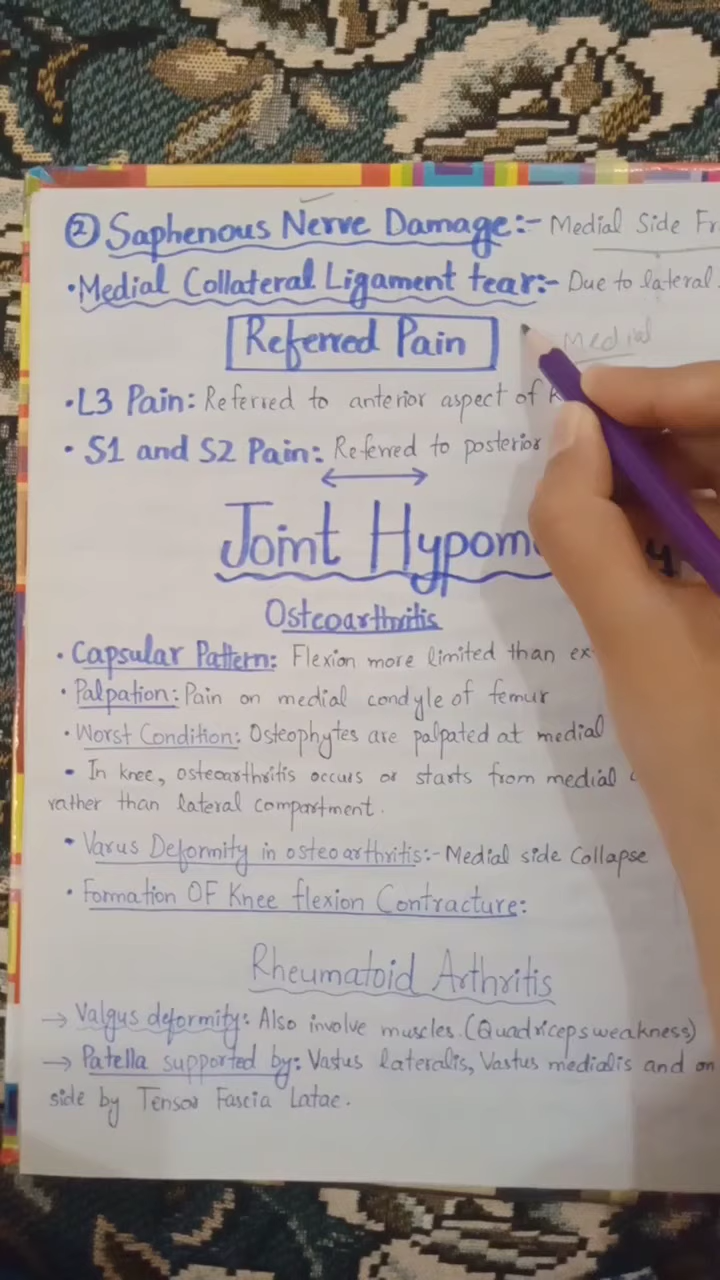 ② Saphenous Nerve Damage:- Medial Side
• Medial Collateral Ligament tear:- Due to lateral
Referred Pain Medial
• L3 Pain: Referred to anterior aspect of
• S1 and S2 Pain: Referred to posterior
Joint
Osteoarthritis
• Capsular Pattern: Flexion more limited than
• Palpation: Pain on medial condyle of femur
• Worst Condition: Osteophytes are palpated at medial
• In knee, osteoarthritis occurs or starts from medial
rather than lateral compartment.
• Varus Deformity in osteoarthritis:- Medial side Collapse
• Formation OF Knee flexion Contracture:
Rheumatoid Arthritis
→ Valgus deformity: Also involve muscles. (Quadriceps weakness)
→ Patella supported by: Vastus lateralis, Vastus medialis and on
side by Tensor Fascia Latae.